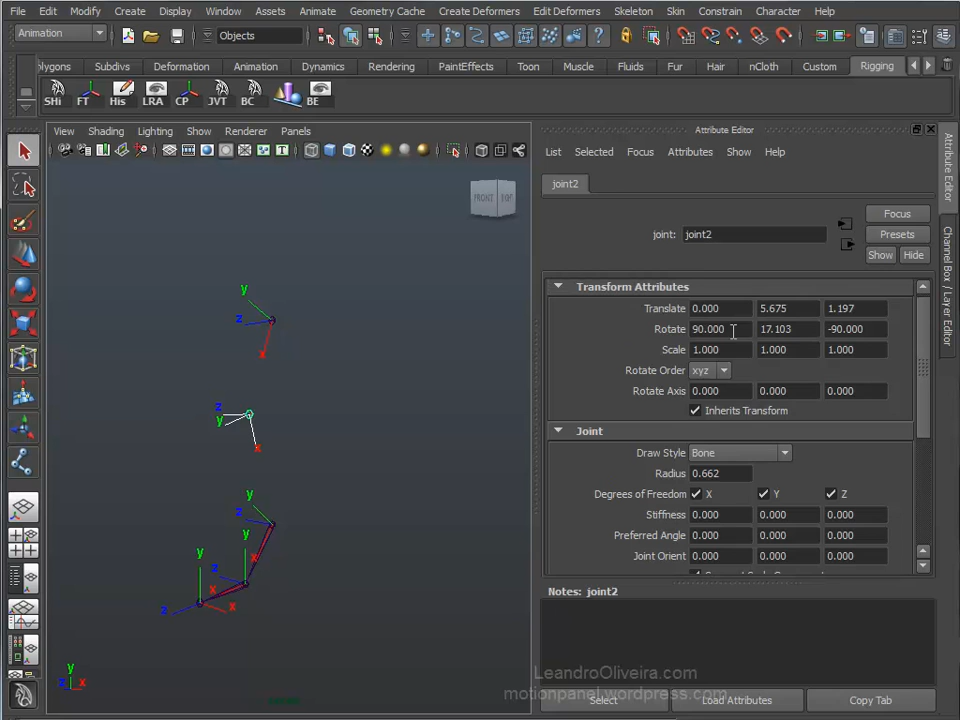 File Edit Modify Create Display Window Assets Animate Geometry Cache Create Deformers Edit Deformers Skeleton Skin Constrain Character Help
Animation Objects
olygons Subdivs Deformation Animation Dynamics Rendering PaintEffects Toon Muscle Fluids Fur Hair nCloth Custom Rigging
SHi FT His LRA CP JVT BC BE
View Shading Lighting Show Renderer Panels
FRONT TOP
y
z
x
z
y
x
y
z
y
x
y
z
x
x
z
y
z x
Attribute Editor
List Selected Focus Attributes Show Help
joint2
Focus
joint: joint2 Presets
Show Hide
Transform Attributes
Translate 0.000 5.675 1.197
Rotate 90.000 17.103 -90.000
Scale 1.000 1.000 1.000
Rotate Order xyz
Rotate Axis 0.000 0.000 0.000
Inherits Transform
Joint
Draw Style Bone
Radius 0.662
Degrees of Freedom X Y Z
Stiffness 0.000 0.000 0.000
Preferred Angle 0.000 0.000 0.000
Joint Orient 0.000 0.000 0.000
Notes: joint2
Select Load Attributes Copy Tab
Attribute Editor
Channel Box / Layer Editor
LeandroOliveira.com
motionpanel.wordpress.com